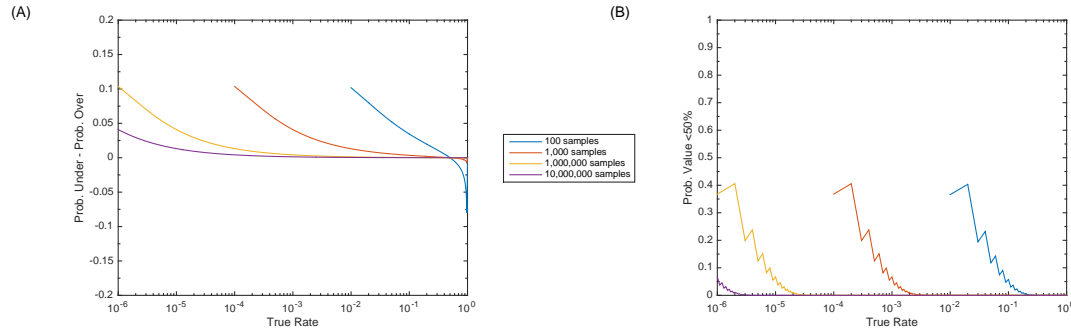 (A)
0.2
0.15
0.1
0.05
0
-0.05
-0.1
-0.15
-0.2
Prob. Under - Prob. Over
10-6 10-5 10-4 10-3 10-2 10-1 100
True Rate
100 samples
1,000 samples
1,000,000 samples
10,000,000 samples
(B)
1
0.9
0.8
0.7
0.6
0.5
0.4
0.3
0.2
0.1
0
Prob. Value <50%
10-6 10-5 10-4 10-3 10-2 10-1 100
True Rate